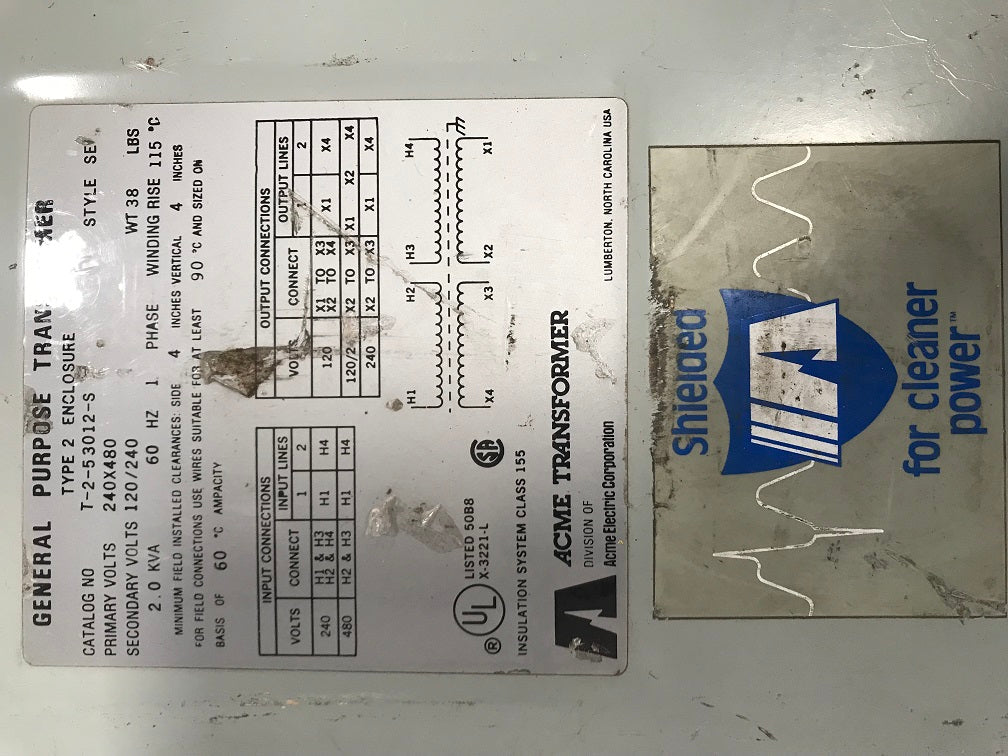 GENERAL PURPOSE TRAN   MER
TYPE 2 ENCLOSURE
CATALOG NO T-2-53012-S STYLE SE
PRIMARY VOLTS 240X480
SECONDARY VOLTS 120/240 WT 38 LBS
2.0 KVA 60 HZ 1 PHASE WINDING RISE 115 °C
MINIMUM FIELD INSTALLED CLEARANCES: SIDE 4 INCHES VERTICAL 4 INCHES
FOR FIELD CONNECTIONS USE WIRES SUITABLE FOR AT LEAST 90 °C AND SIZED ON
BASIS OF 60 °C AMPACITY
INPUT CONNECTIONS
VOLTS CONNECT INPUT LINES
1 2
240 H1 & H3 H1 H4
H2 & H4
480 H2 & H3 H1 H4
OUTPUT CONNECTIONS
VOLTS CONNECT OUTPUT LINES
1 2
120 X1 TO X3 X1 X4
X2 TO X4
120/2 X2 TO X3 X1 X2 X4
240 X2 TO X3 X1 X4
H1 H2 H3 H4
X4 X3 X2 X1
® UL LISTED 50B8
X-3221-L
SA
INSULATION SYSTEM CLASS 155
ACME TRANSFORMER
DIVISION OF
Acme Electric Corporation
LUMBERTON, NORTH CAROLINA USA
shielded
for cleaner
power™